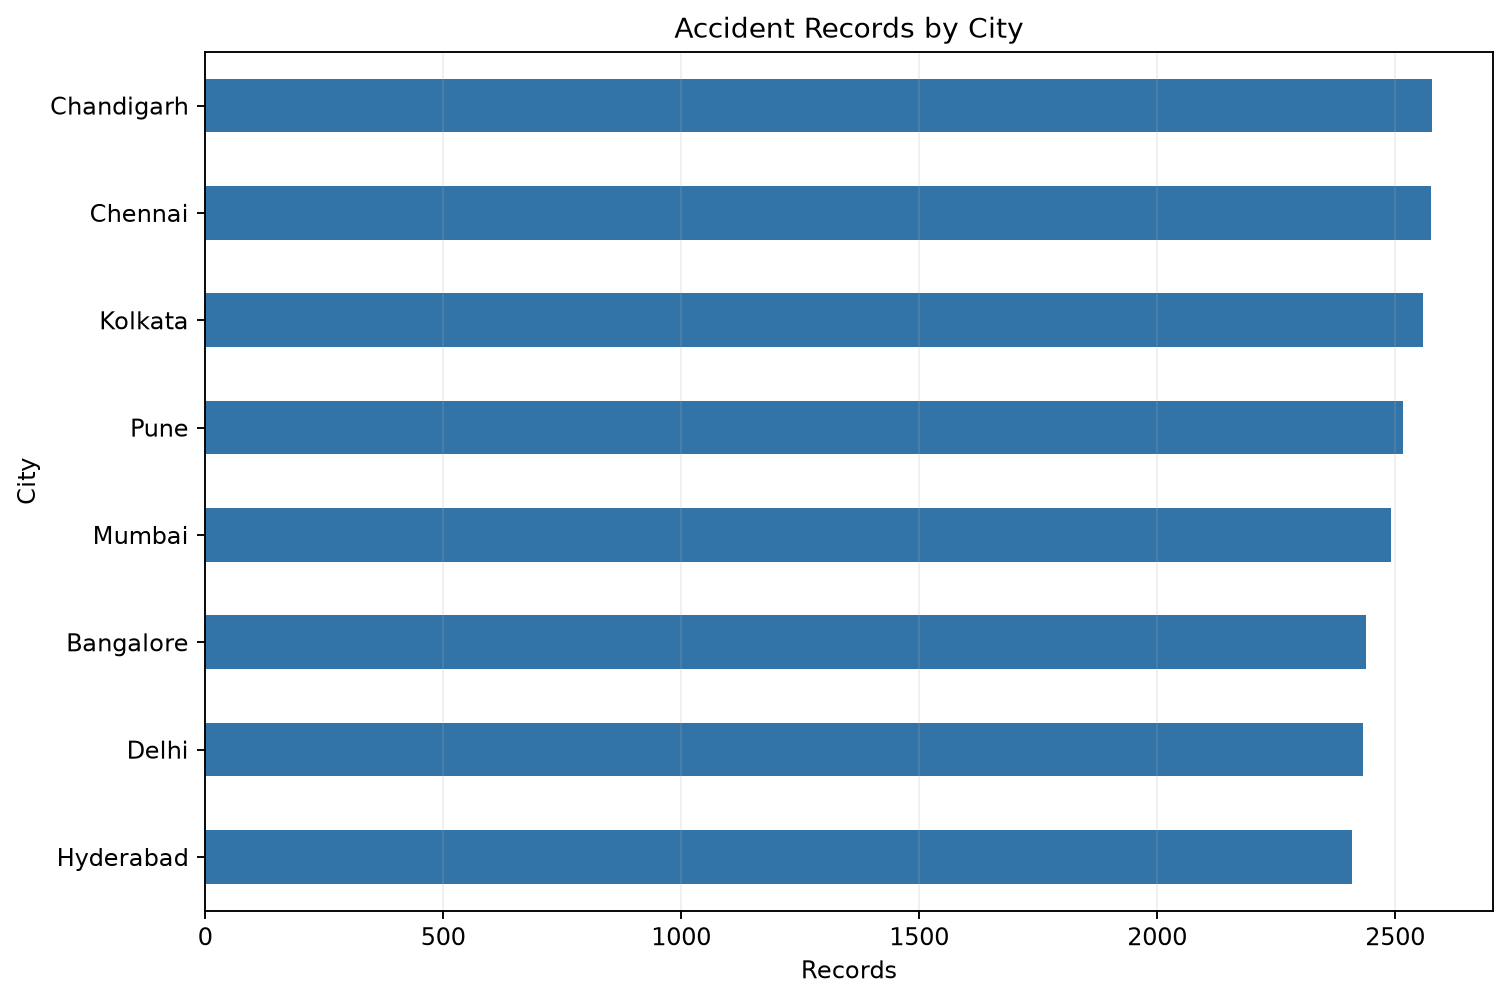 Accident Records by City
City
Chandigarh
Chennai
Kolkata
Pune
Mumbai
Bangalore
Delhi
Hyderabad
0 500 1000 1500 2000 2500
Records